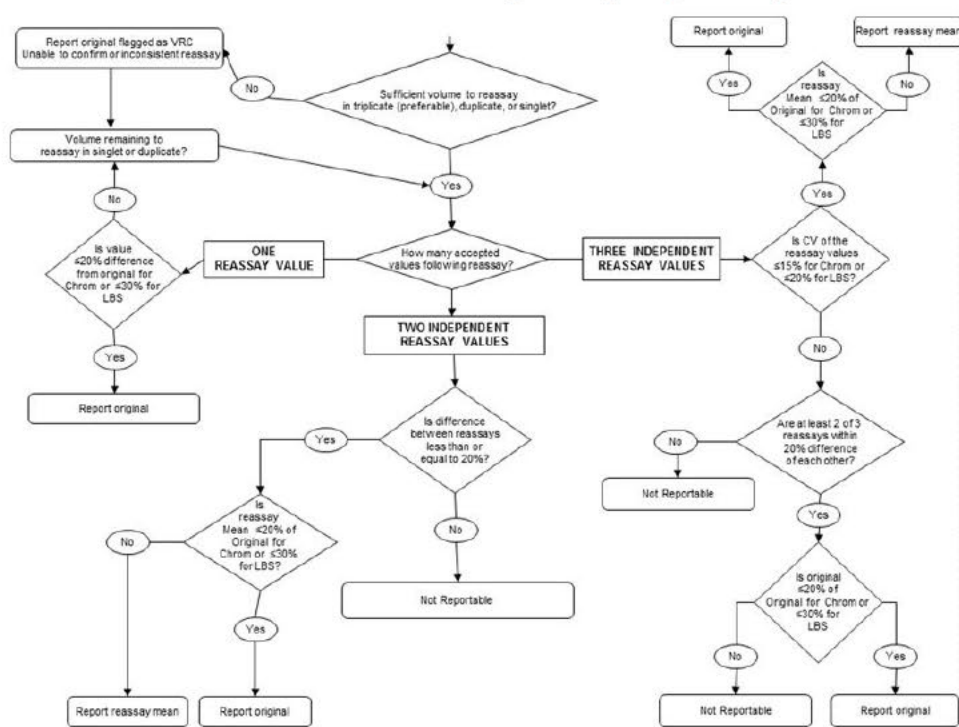 Report original flagged as VRC
Unable to confirm or inconsistent reassay
No
Sufficient volume to reassay
in triplicate (preferable), duplicate, or singlet?
Report original
Report reassay mean
Yes
Is
reassay
Mean ≤20% of
Original for Chrom or
≤30% for
LBS
No
Volume remaining to
reassay in singlet or duplicate?
Yes
Yes
No
Is value
≤20% difference
from original for
Chrom or ≤30% for
LBS
ONE
REASSAY VALUE
How many accepted
values following reassay?
THREE INDEPENDENT
REASSAY VALUES
Is CV of the
reassay values
≤15% for Chrom or
≤20% for LBS?
TWO INDEPENDENT
REASSAY VALUES
Yes
No
Report original
Yes
Is difference
between reassays
less than or
equal to 20%?
No
Are at least 2 of 3
reassays within
20% difference
of each other?
Not Reportable
Is
reassay
Mean ≤20% of
Original for
Chrom or ≤30%
for LBS?
No
No
Yes
Not Reportable
Is original
≤20% of
Original for Chrom or
≤30% for
LBS
Yes
No
Yes
Report reassay mean
Report original
Not Reportable
Report original